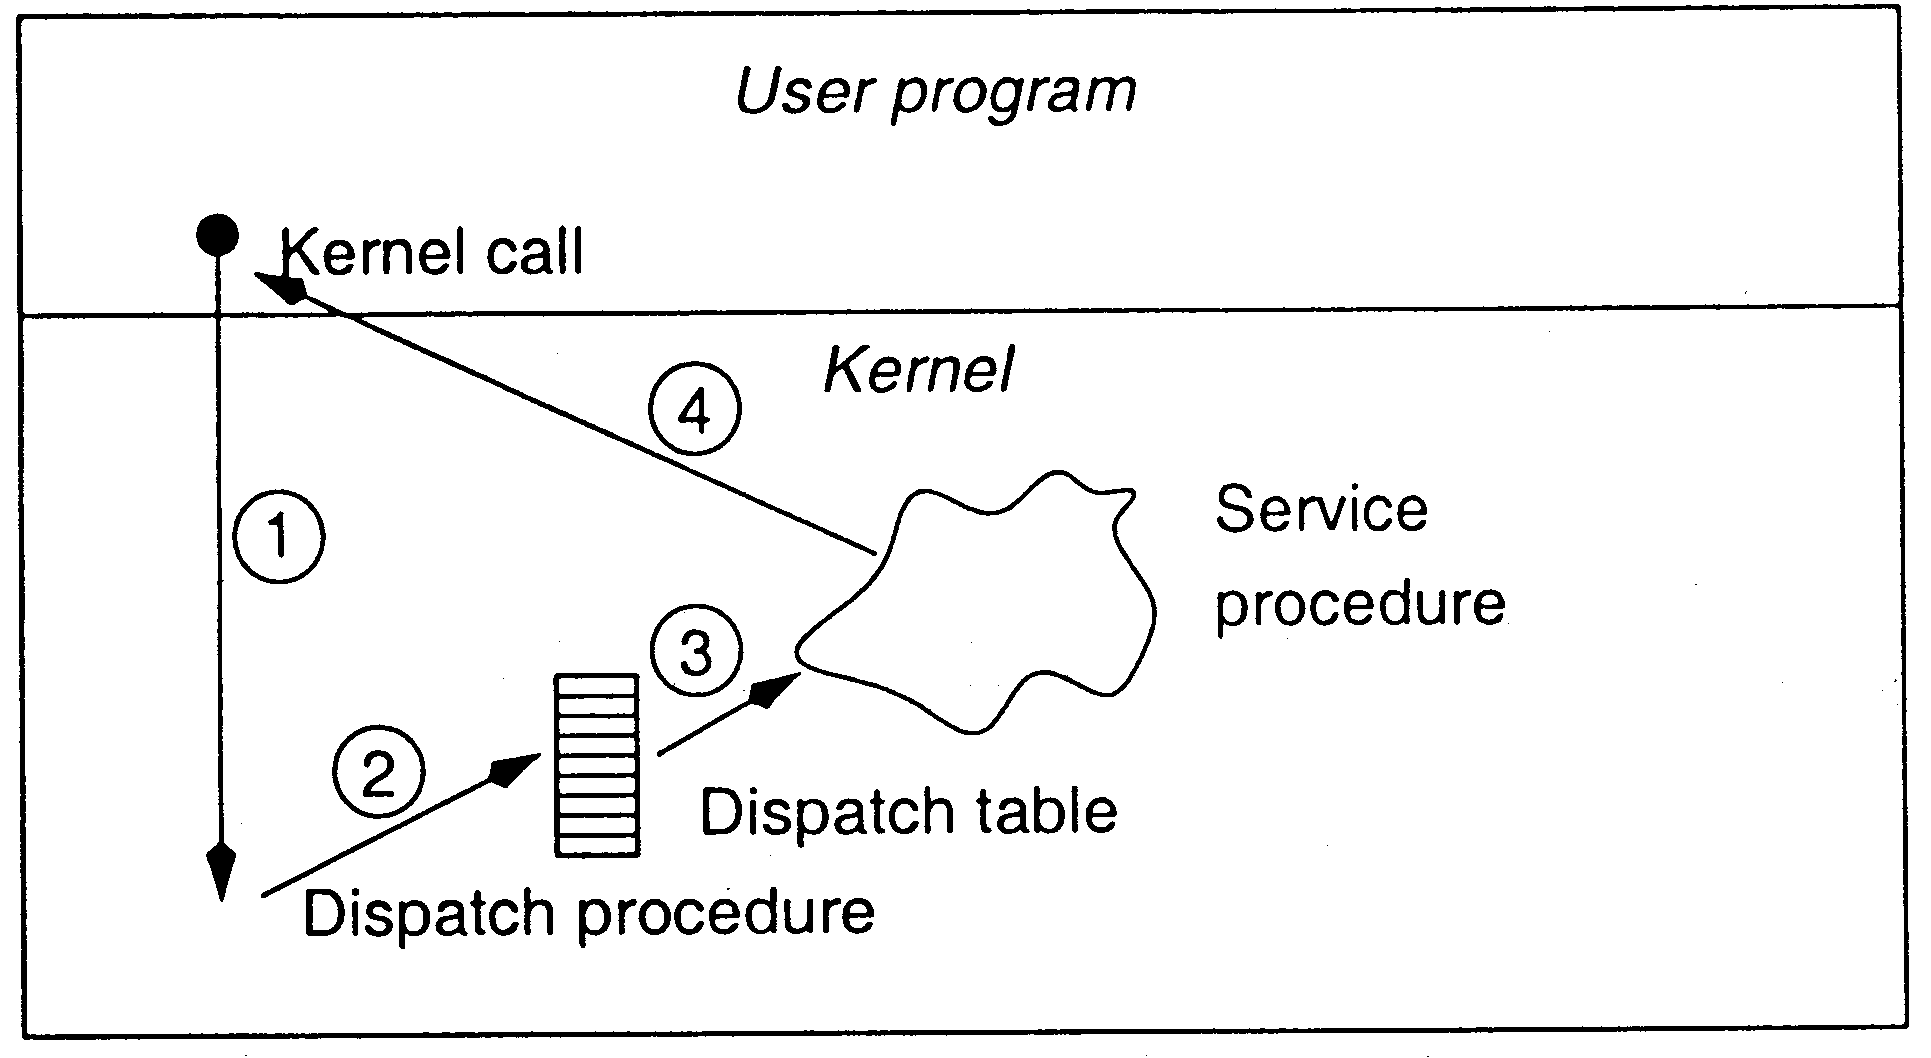 User program
Kernel call
Kernel
4
1
Service
procedure
3
2
Dispatch table
Dispatch procedure